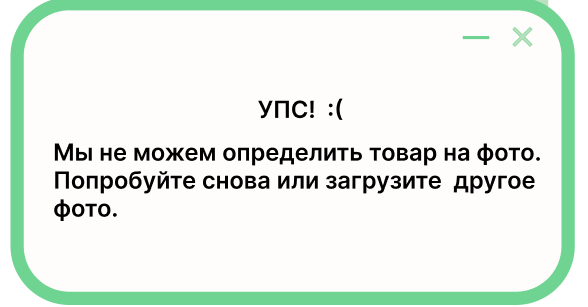 УПС! :(
Мы не можем определить товар на фото.
Попробуйте снова или загрузите другое
фото.